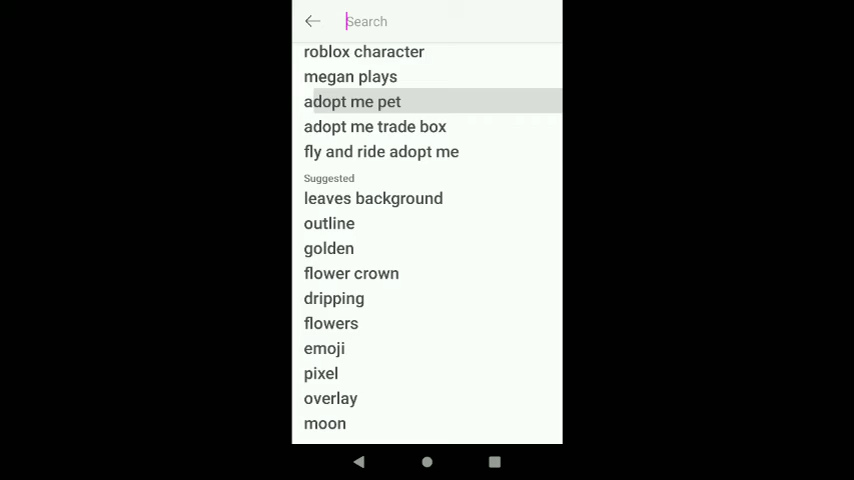 Search
roblox character
megan plays
adopt me pet
adopt me trade box
fly and ride adopt me
Suggested
leaves background
outline
golden
flower crown
dripping
flowers
emoji
pixel
overlay
moon